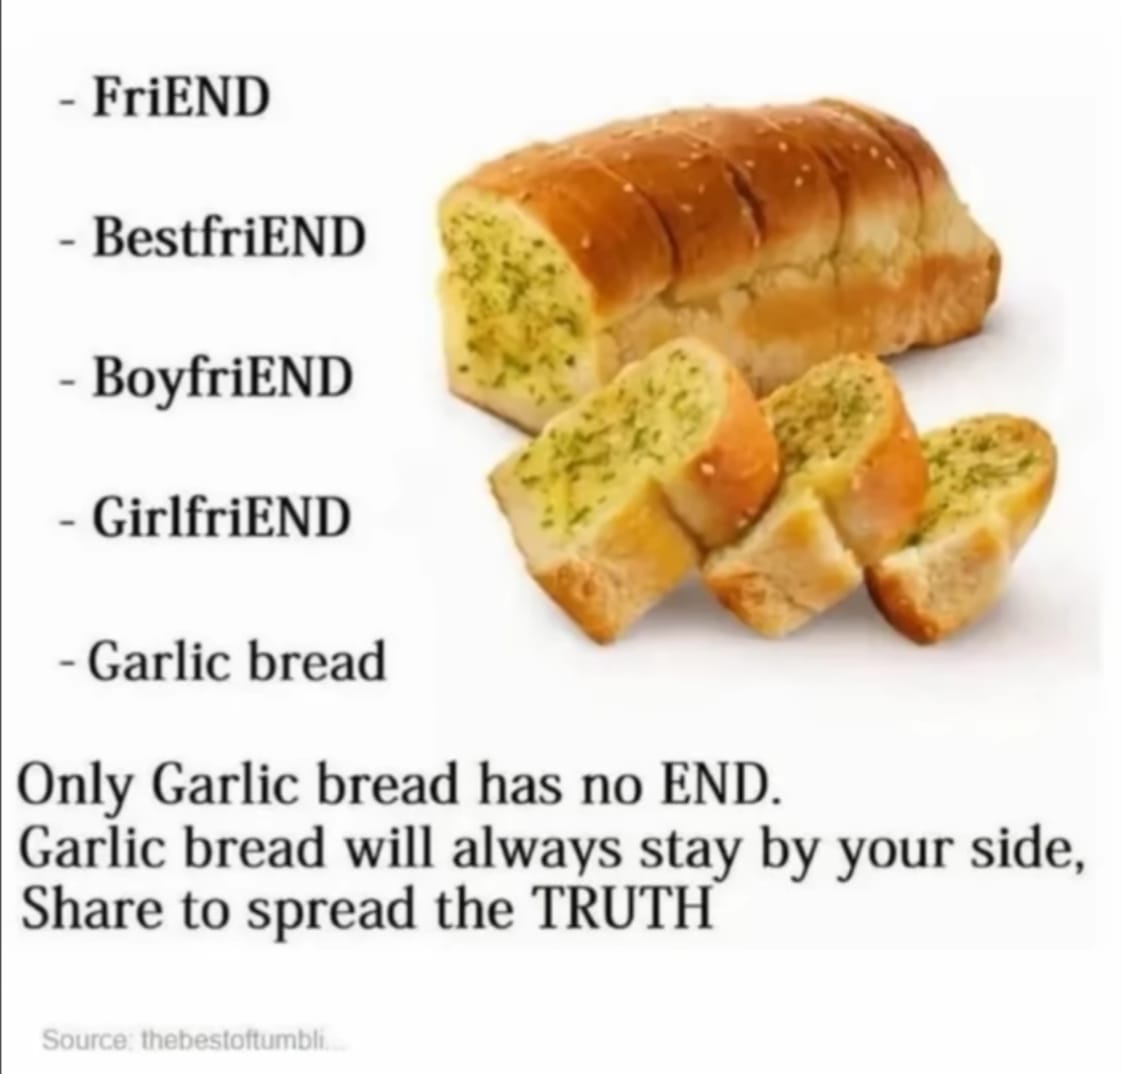 - FriEND
- BestfriEND
- BoyfriEND
- GirlfriEND
- Garlic bread
Only Garlic bread has no END.
Garlic bread will always stay by your side,
Share to spread the TRUTH
Source: thebestoftumbli...